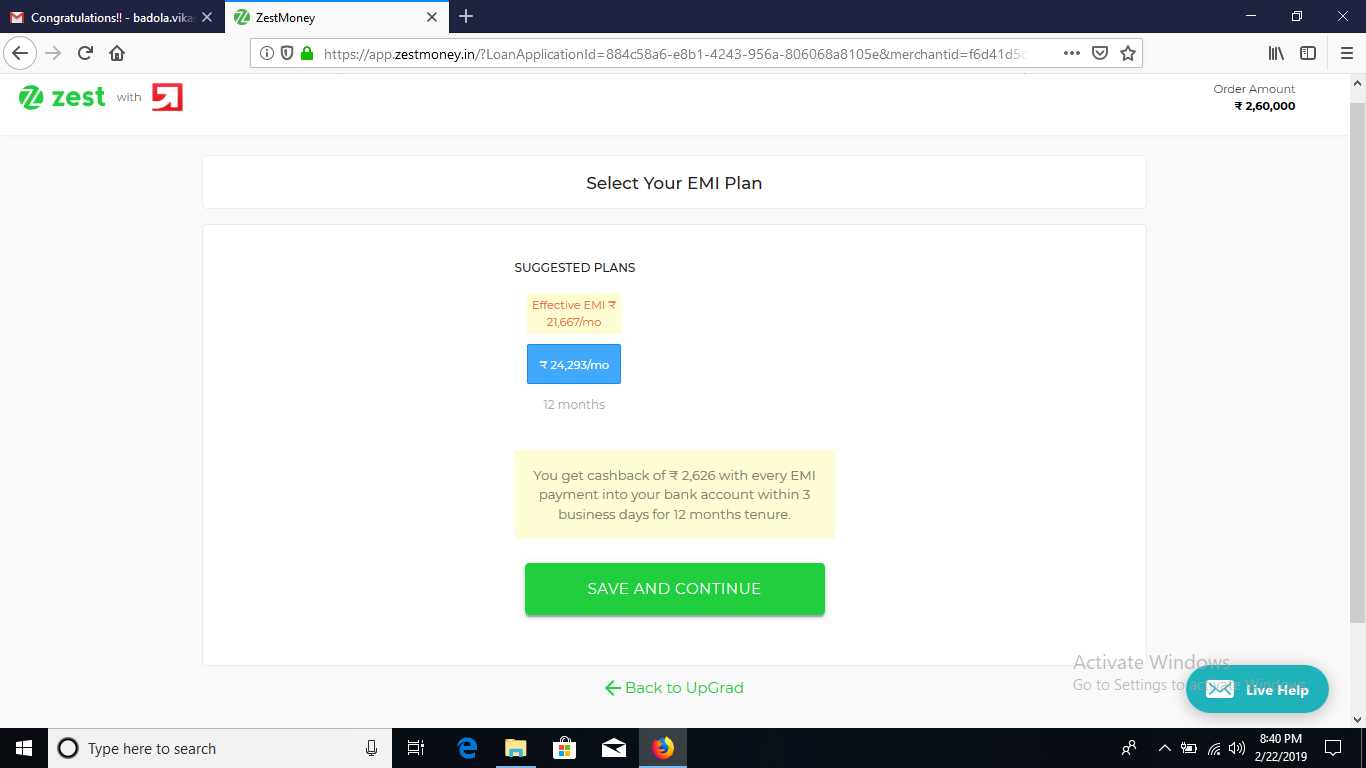 Congratulations!! - badola.vika
ZestMoney
https://app.zestmoney.in/?LoanApplicationId=884c58a6-e8b1-4243-956a-806068a8105e&merchantid=f6d41d5c
zest with
Order Amount
₹ 2,60,000
Select Your EMI Plan
SUGGESTED PLANS
Effective EMI ₹
21,667/mo
₹ 24,293/mo
12 months
You get cashback of ₹ 2,626 with every EMI
payment into your bank account within 3
business days for 12 months tenure.
SAVE AND CONTINUE
Back to UpGrad
Activate Windows
Go to Settings to activate Windows.
Live Help
Type here to search
8:40 PM
2/22/2019